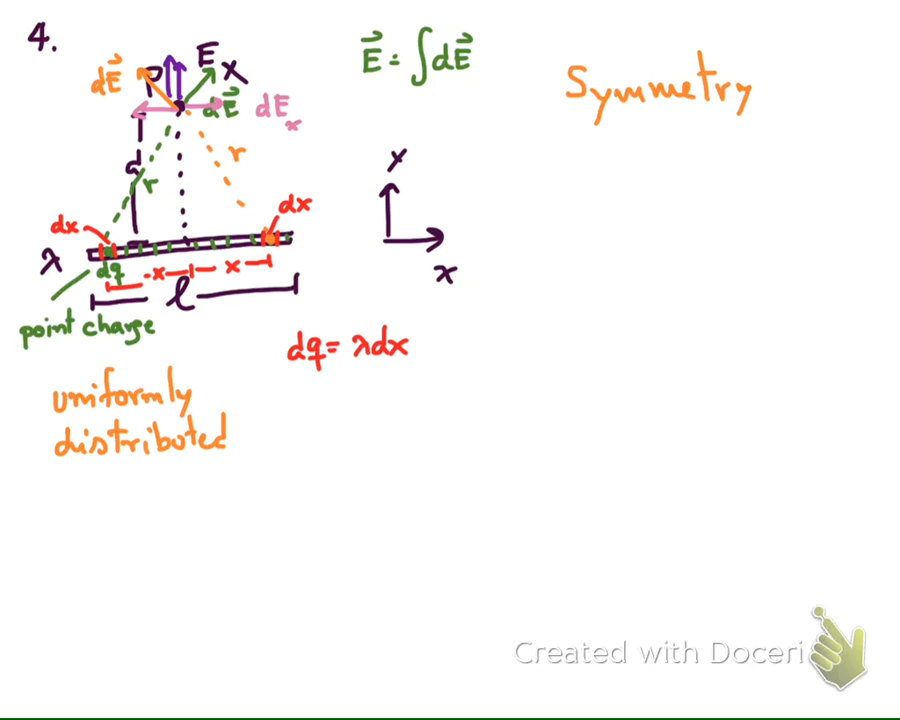 4.
E⃗ = ∫dE⃗
Symmetry
dE⃗
P
E
dE⃗
dEₓ
d
r
r
y
x
dx
dx
λ
dq
-x
x
l
point charge
dq = λdx
uniformly
distributed
Created with Doceri